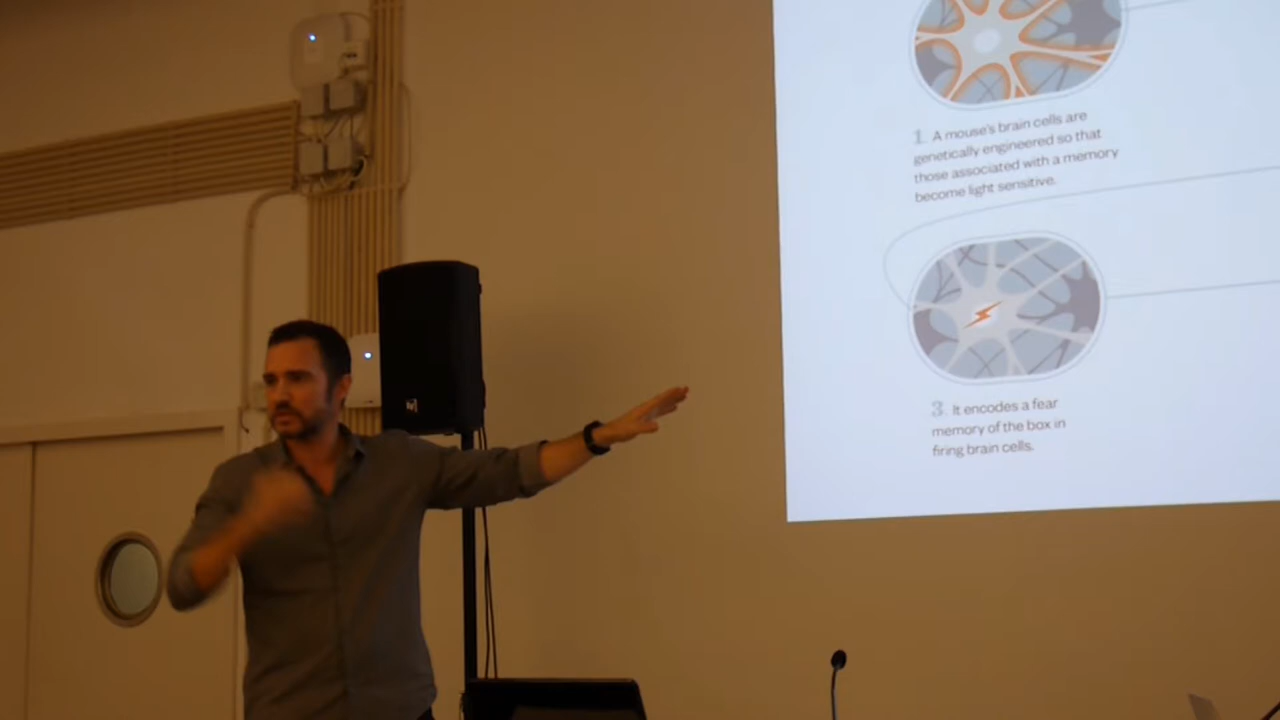 1. A mouse's brain cells are
genetically engineered so that
those associated with a memory
become light sensitive.
3. It encodes a fear
memory of the box in
firing brain cells.